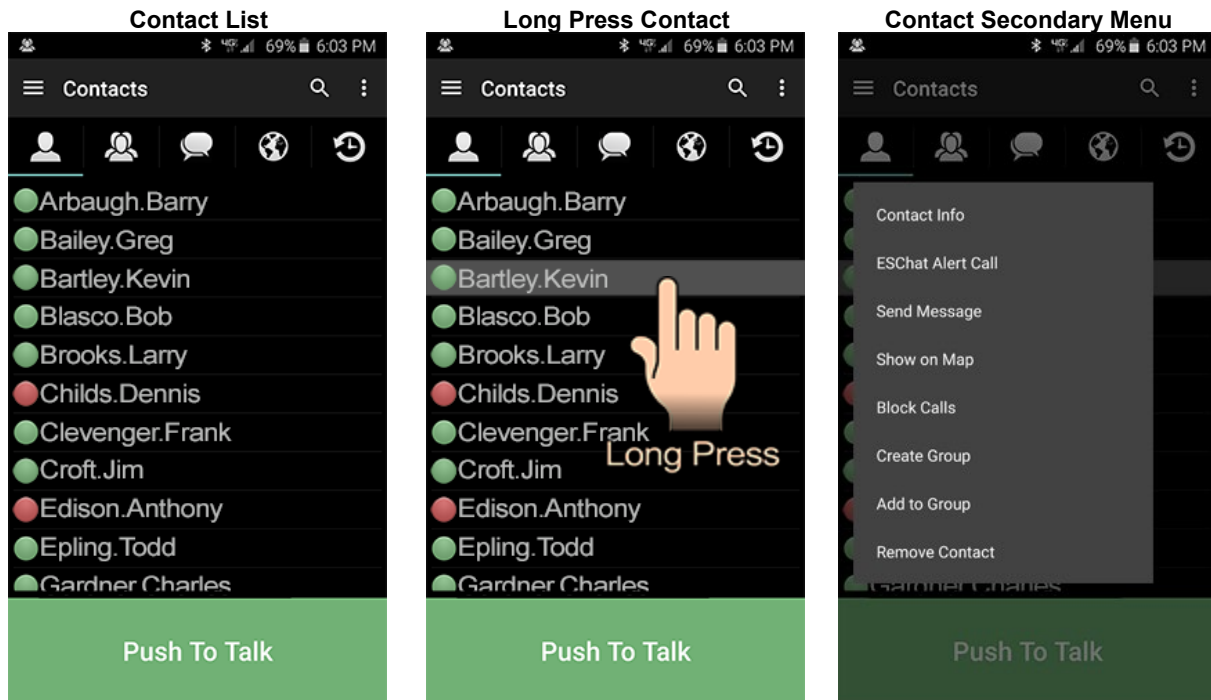 Contact List
69% 6:03 PM
Contacts
Arbaugh.Barry
Bailey.Greg
Bartley.Kevin
Blasco.Bob
Brooks.Larry
Childs.Dennis
Clevenger.Frank
Croft.Jim
Edison.Anthony
Epling.Todd
Gardner.Charles
Push To Talk
Long Press Contact
4G 69% 6:03 PM
Contacts
Arbaugh.Barry
Bailey.Greg
Bartley.Kevin
Blasco.Bob
Brooks.Larry
Childs.Dennis
Clevenger.Frank
Long Press
Croft.Jim
Edison.Anthony
Epling.Todd
Gardner.Charles
Push To Talk
Contact Secondary Menu
69% 6:03 PM
Contacts
Contact Info
ESChat Alert Call
Send Message
Show on Map
Block Calls
Create Group
Add to Group
Remove Contact
Gardner.Charles
Push To Talk